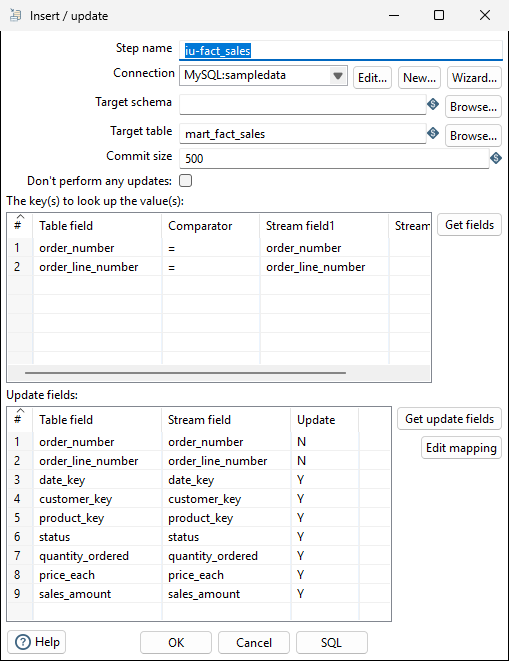 Insert / update
Step name iu-fact_sales
Connection MySQL:sampledata Edit... New... Wizard...
Target schema Browse...
Target table mart_fact_sales Browse...
Commit size 500
Don't perform any updates:
The key(s) to look up the value(s):
# Table field Comparator Stream field1 Stream Get fields
1 order_number = order_number
2 order_line_number = order_line_number
Update fields:
# Table field Stream field Update Get update fields
1 order_number order_number N Edit mapping
2 order_line_number order_line_number N
3 date_key date_key Y
4 customer_key customer_key Y
5 product_key product_key Y
6 status status Y
7 quantity_ordered quantity_ordered Y
8 price_each price_each Y
9 sales_amount sales_amount Y
? Help OK Cancel SQL